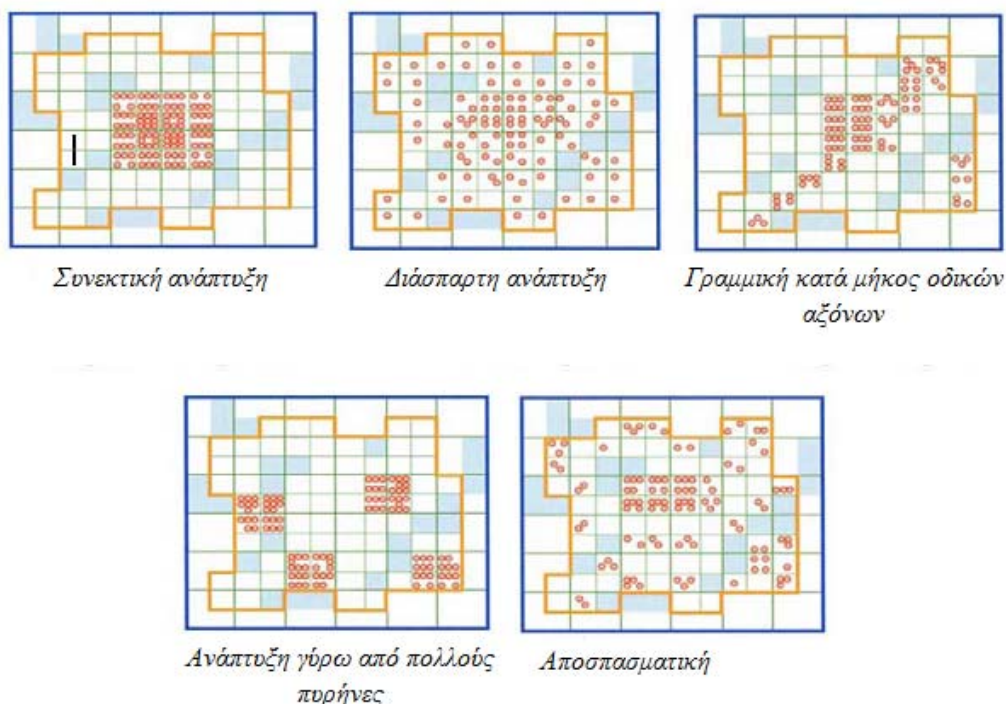 Συνεκτική ανάπτυξη
Διάσπαρτη ανάπτυξη
Γραμμική κατά μήκος οδικών
αξόνων
Ανάπτυξη γύρω από πολλούς
πυρήνες
Αποσπασματική